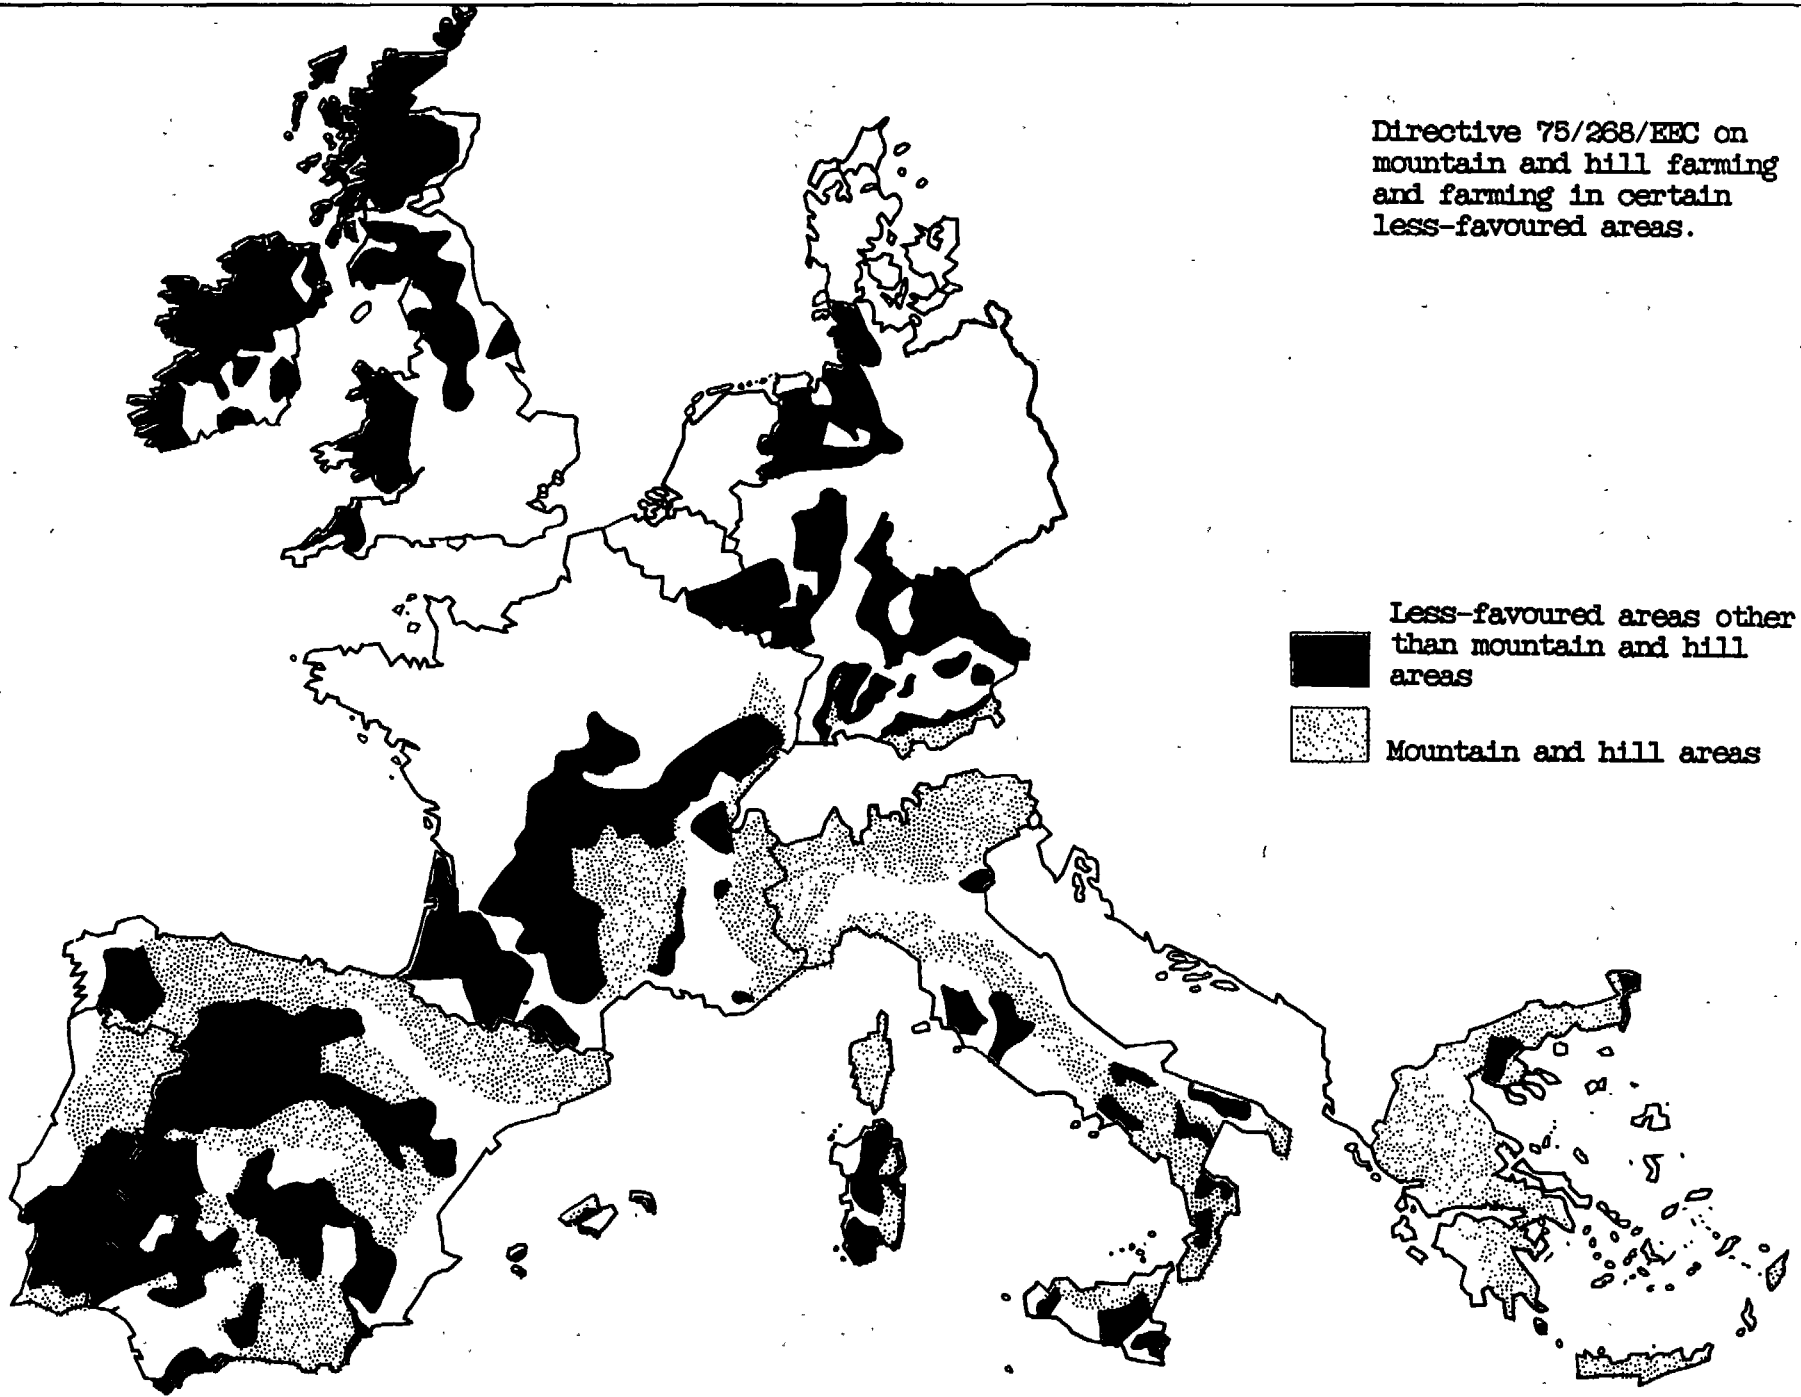 Directive 75/268/EEC on
mountain and hill farming
and farming in certain
less-favoured areas.
Less-favoured areas other
than mountain and hill
areas
Mountain and hill areas